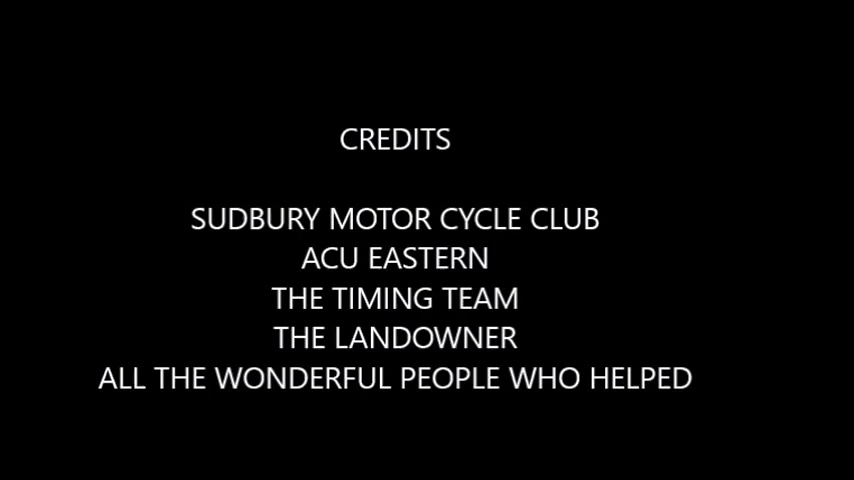 CREDITS
SUDBURY MOTOR CYCLE CLUB
ACU EASTERN
THE TIMING TEAM
THE LANDOWNER
ALL THE WONDERFUL PEOPLE WHO HELPED